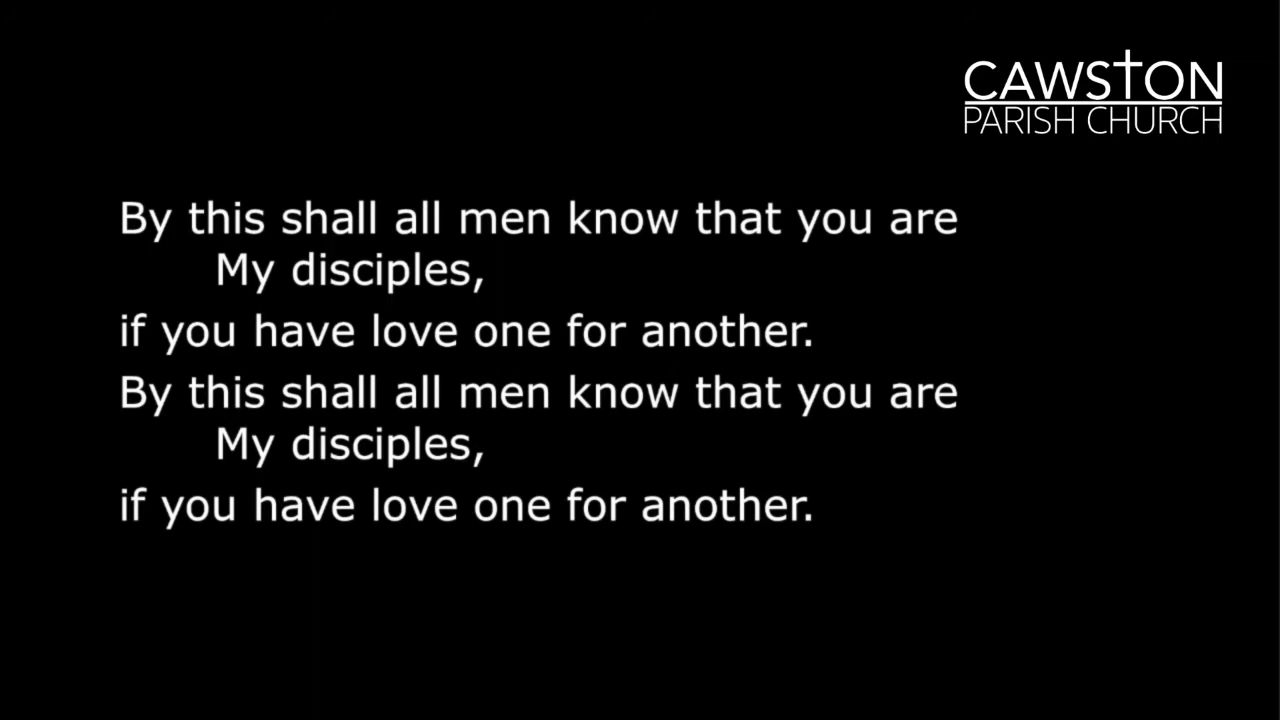 CAWSTON
PARISH CHURCH
By this shall all men know that you are
My disciples,
if you have love one for another.
By this shall all men know that you are
My disciples,
if you have love one for another.